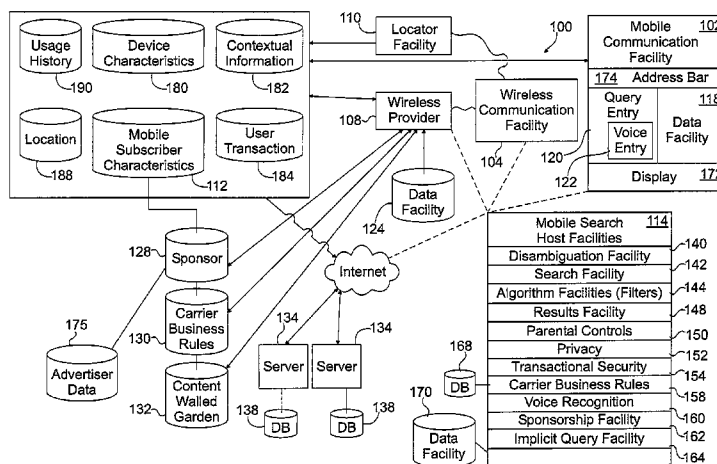 110
Locator
Facility
100
Mobile 102
Communication
Facility
174 Address Bar
Query
Entry
118
Voice
Entry
Data
Facility
120
122
Display 172
Usage
History
190
Device
Characteristics
180
Contextual
Information
182
Location
188
Mobile
Subscriber
Characteristics
112
User
Transaction
184
Wireless
Provider
108
Wireless
Communication
Facility
104
Data
Facility
124
128
Sponsor
Internet
130
Carrier
Business
Rules
175
Advertiser
Data
132
Content
Walled
Garden
134
Server
134
Server
138
DB
DB
138
Mobile Search 114
Host Facilities
140
Disambiguation Facility
142
Search Facility
144
Algorithm Facilities (Filters)
148
Results Facility
150
Parental Controls
152
Privacy
154
Transactional Security
158
Carrier Business Rules
160
Voice Recognition
162
Sponsorship Facility
164
Implicit Query Facility
168
DB
170
Data
Facility